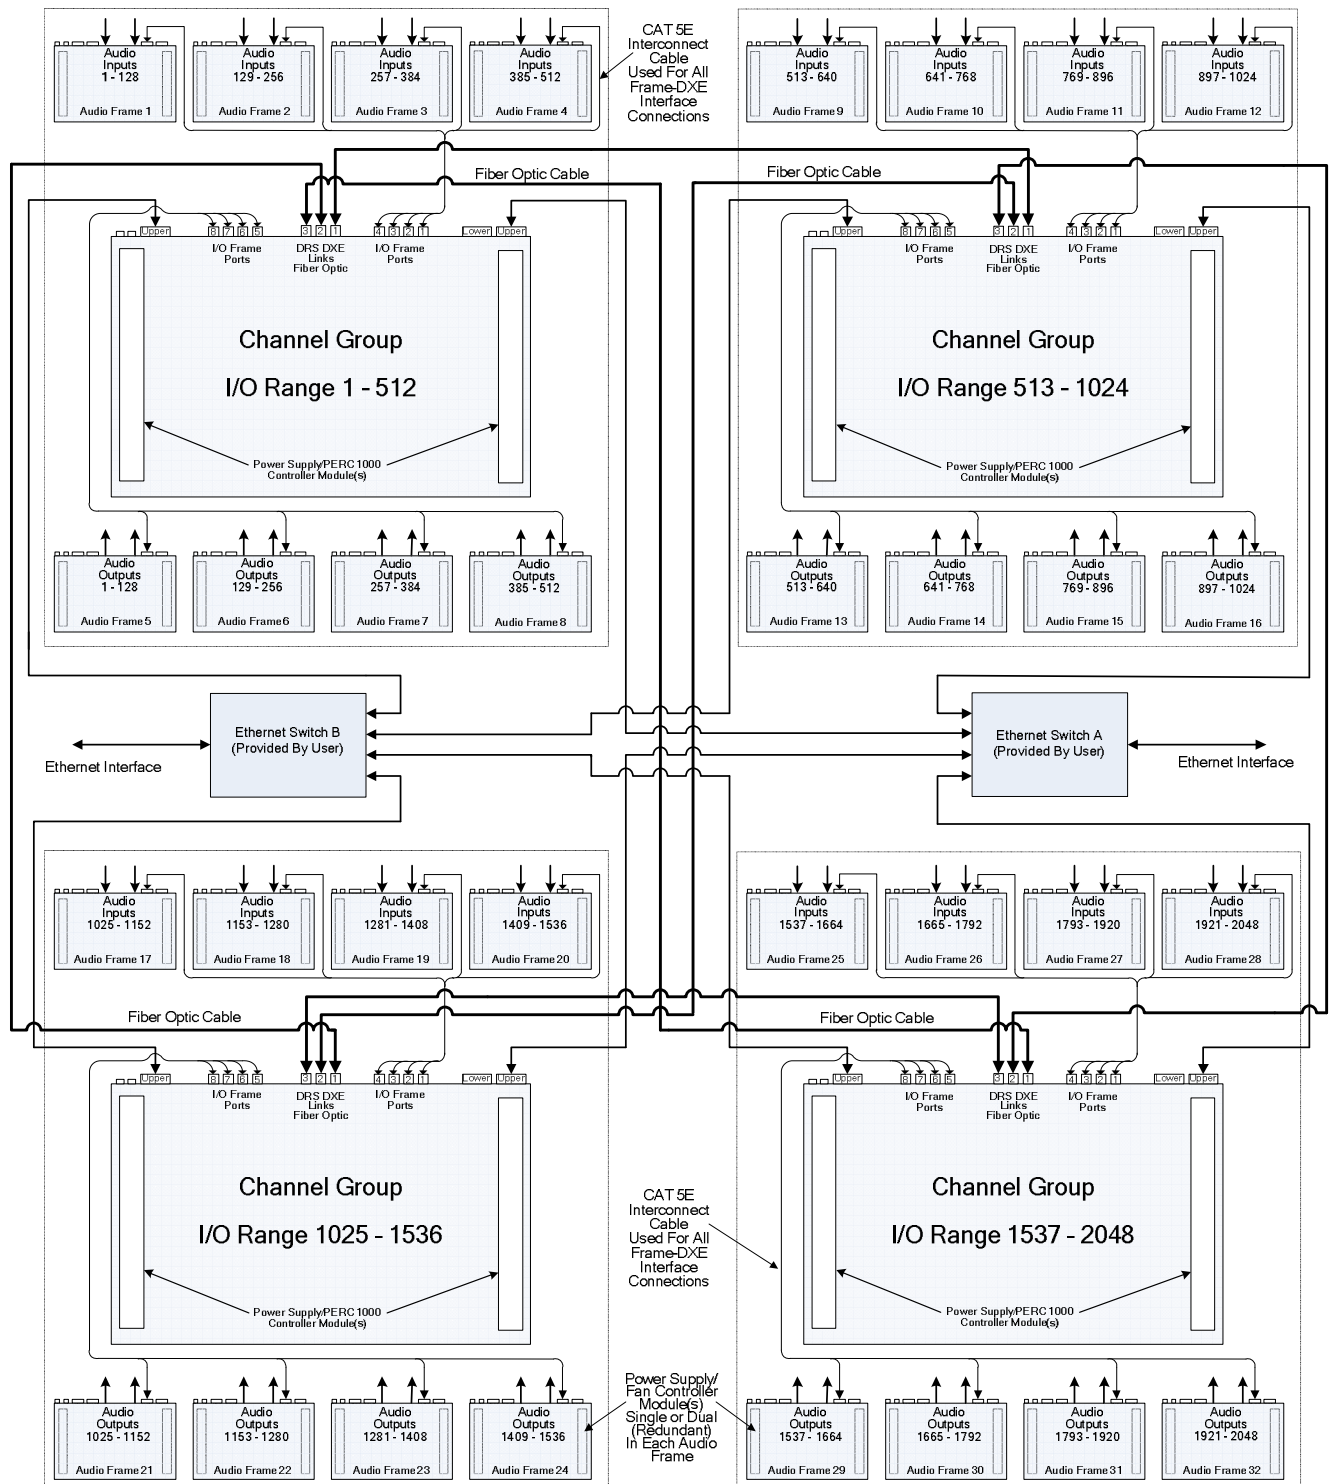 Audio
Inputs
1 - 128
Audio Frame 1
Audio
Inputs
129 - 256
Audio Frame 2
Audio
Inputs
257 - 384
Audio Frame 3
Audio
Inputs
385 - 512
Audio Frame 4
CAT 5E
Interconnect
Cable
Used For All
Frame-DXE
Interface
Connections
Audio
Inputs
513 - 640
Audio Frame 9
Audio
Inputs
641 - 768
Audio Frame 10
Audio
Inputs
769 - 896
Audio Frame 11
Audio
Inputs
897 - 1024
Audio Frame 12
Fiber Optic Cable
Fiber Optic Cable
Upper
8 7 6 5
I/O Frame
Ports
3 2 1
DRS DXE
Links
Fiber Optic
4 3 2 1
I/O Frame
Ports
Lower
Upper
Channel Group
I/O Range 1 - 512
Power Supply/PERC 1000
Controller Module(s)
Upper
8 7 6 5
I/O Frame
Ports
3 2 1
DRS DXE
Links
Fiber Optic
4 3 2 1
I/O Frame
Ports
Lower
Upper
Channel Group
I/O Range 513 - 1024
Power Supply/PERC 1000
Controller Module(s)
Audio
Outputs
1 - 128
Audio Frame 5
Audio
Outputs
129 - 256
Audio Frame 6
Audio
Outputs
257 - 384
Audio Frame 7
Audio
Outputs
385 - 512
Audio Frame 8
Audio
Outputs
513 - 640
Audio Frame 13
Audio
Outputs
641 - 768
Audio Frame 14
Audio
Outputs
769 - 896
Audio Frame 15
Audio
Outputs
897 - 1024
Audio Frame 16
Ethernet Switch B
(Provided By User)
Ethernet Interface
Ethernet Switch A
(Provided By User)
Ethernet Interface
Audio
Inputs
1025 - 1152
Audio Frame 17
Audio
Inputs
1153 - 1280
Audio Frame 18
Audio
Inputs
1281 - 1408
Audio Frame 19
Audio
Inputs
1409 - 1536
Audio Frame 20
Audio
Inputs
1537 - 1664
Audio Frame 25
Audio
Inputs
1665 - 1792
Audio Frame 26
Audio
Inputs
1793 - 1920
Audio Frame 27
Audio
Inputs
1921 - 2048
Audio Frame 28
Fiber Optic Cable
Fiber Optic Cable
Upper
8 7 6 5
I/O Frame
Ports
3 2 1
DRS DXE
Links
Fiber Optic
4 3 2 1
I/O Frame
Ports
Lower
Upper
Channel Group
I/O Range 1025 - 1536
Power Supply/PERC 1000
Controller Module(s)
CAT 5E
Interconnect
Cable
Used For All
Frame-DXE
Interface
Connections
Upper
8 7 6 5
I/O Frame
Ports
3 2 1
DRS DXE
Links
Fiber Optic
4 3 2 1
I/O Frame
Ports
Lower
Upper
Channel Group
I/O Range 1537 - 2048
Power Supply/PERC 1000
Controller Module(s)
Audio
Outputs
1025 - 1152
Audio Frame 21
Audio
Outputs
1153 - 1280
Audio Frame 22
Audio
Outputs
1281 - 1408
Audio Frame 23
Audio
Outputs
1409 - 1536
Audio Frame 24
Power Supply/
Fan Controller
Module(s)
Single or Dual
(Redundant)
In Each Audio
Frame
Audio
Outputs
1537 - 1664
Audio Frame 29
Audio
Outputs
1665 - 1792
Audio Frame 30
Audio
Outputs
1793 - 1920
Audio Frame 31
Audio
Outputs
1921 - 2048
Audio Frame 32